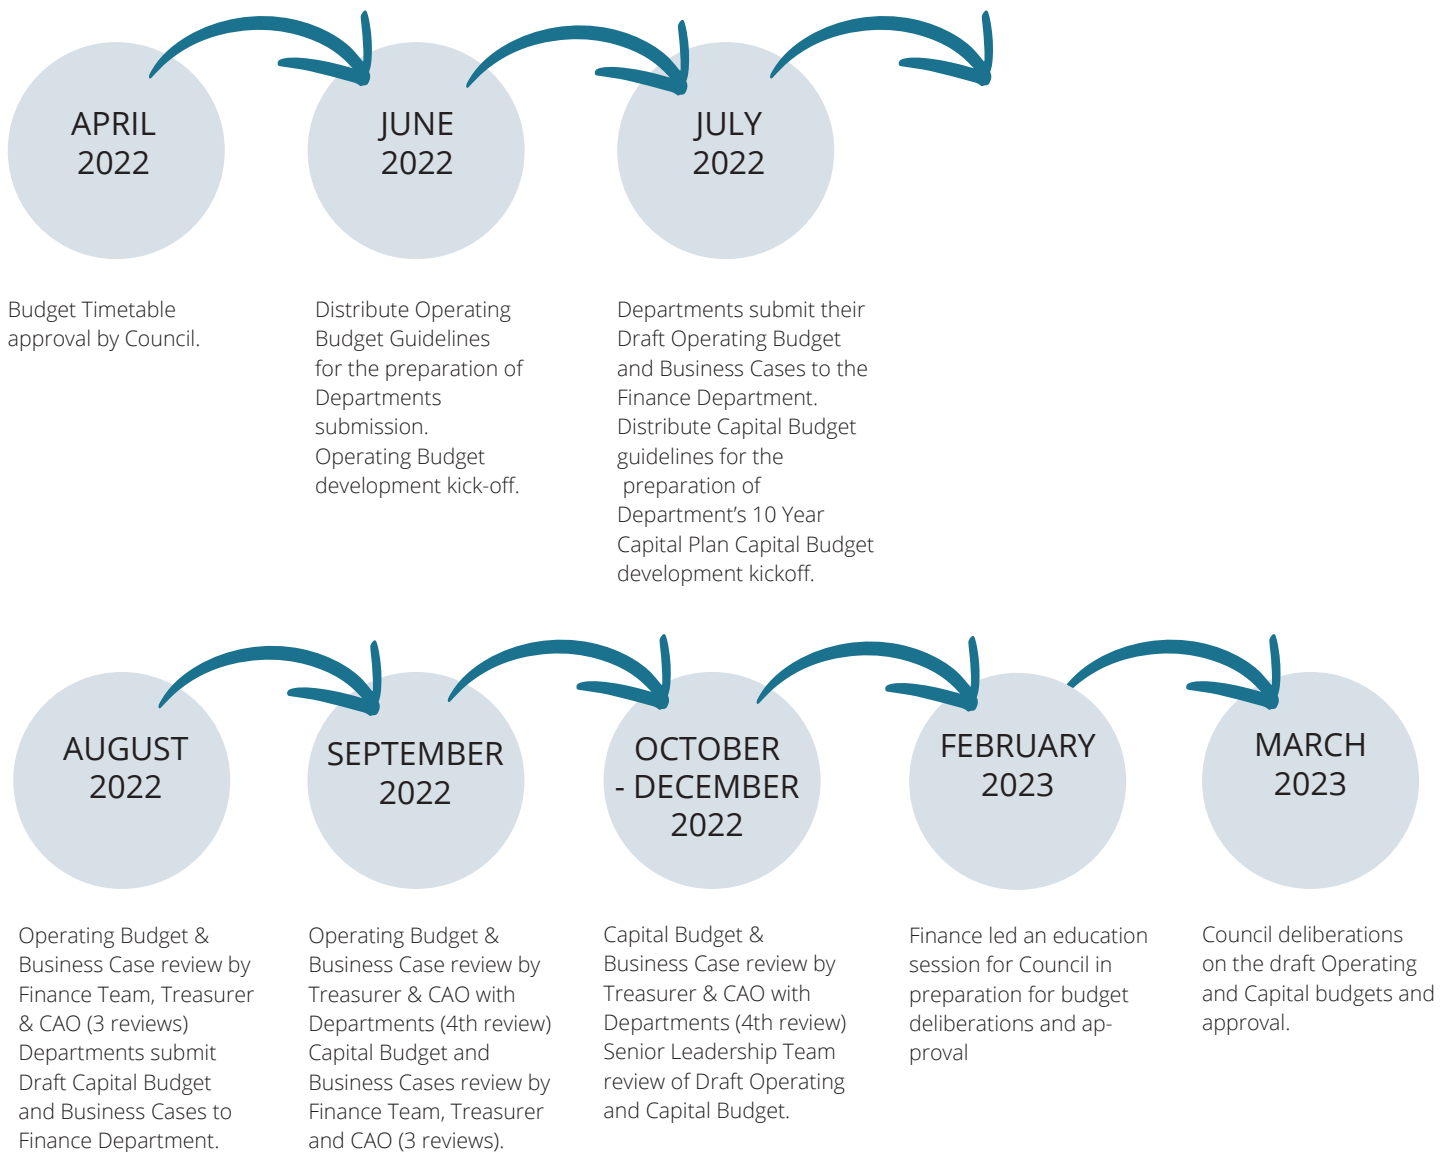 APRIL
2022
JUNE
2022
JULY
2022
Budget Timetable
approval by Council.
Distribute Operating
Budget Guidelines
for the preparation of
Departments
submission.
Operating Budget
development kick-off.
Departments submit their
Draft Operating Budget
and Business Cases to the
Finance Department.
Distribute Capital Budget
guidelines for the
preparation of
Department’s 10 Year
Capital Plan Capital Budget
development kickoff.
AUGUST
2022
SEPTEMBER
2022
OCTOBER
- DECEMBER
2022
FEBRUARY
2023
MARCH
2023
Operating Budget &
Business Case review by
Finance Team, Treasurer
& CAO (3 reviews)
Departments submit
Draft Capital Budget
and Business Cases to
Finance Department.
Operating Budget &
Business Case review by
Treasurer & CAO with
Departments (4th review)
Capital Budget and
Business Cases review by
Finance Team, Treasurer
and CAO (3 reviews).
Capital Budget &
Business Case review by
Treasurer & CAO with
Departments (4th review)
Senior Leadership Team
review of Draft Operating
and Capital Budget.
Finance led an education
session for Council in
preparation for budget
deliberations and ap-
proval
Council deliberations
on the draft Operating
and Capital budgets and
approval.